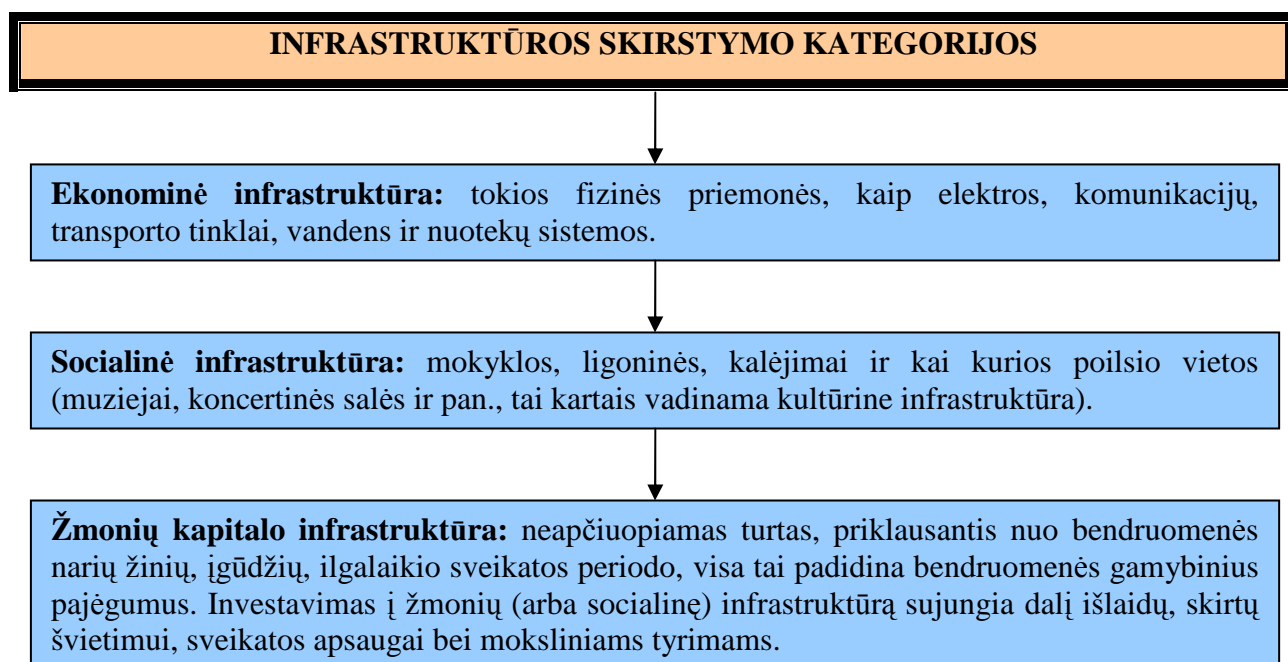 INFRASTRUKTŪROS SKIRSTYMO KATEGORIJOS
Ekonominė infrastruktūra: tokios fizinės priemonės, kaip elektros, komunikacijų,
transporto tinklai, vandens ir nuotekų sistemos.
Socialinė infrastruktūra: mokyklos, ligoninės, kalėjimai ir kai kurios poilsio vietos
(muziejai, koncertinės salės ir pan., tai kartais vadinama kultūrine infrastruktūra).
Žmonių kapitalo infrastruktūra: neapčiuopiamas turtas, priklausantis nuo bendruomenės
narių žinių, įgūdžių, ilgalaikio sveikatos periodo, visa tai padidina bendruomenės gamybinius
pajėgumus. Investavimas į žmonių (arba socialinę) infrastruktūrą sujungia dalį išlaidų, skirtų
švietimui, sveikatos apsaugai bei moksliniams tyrimams.